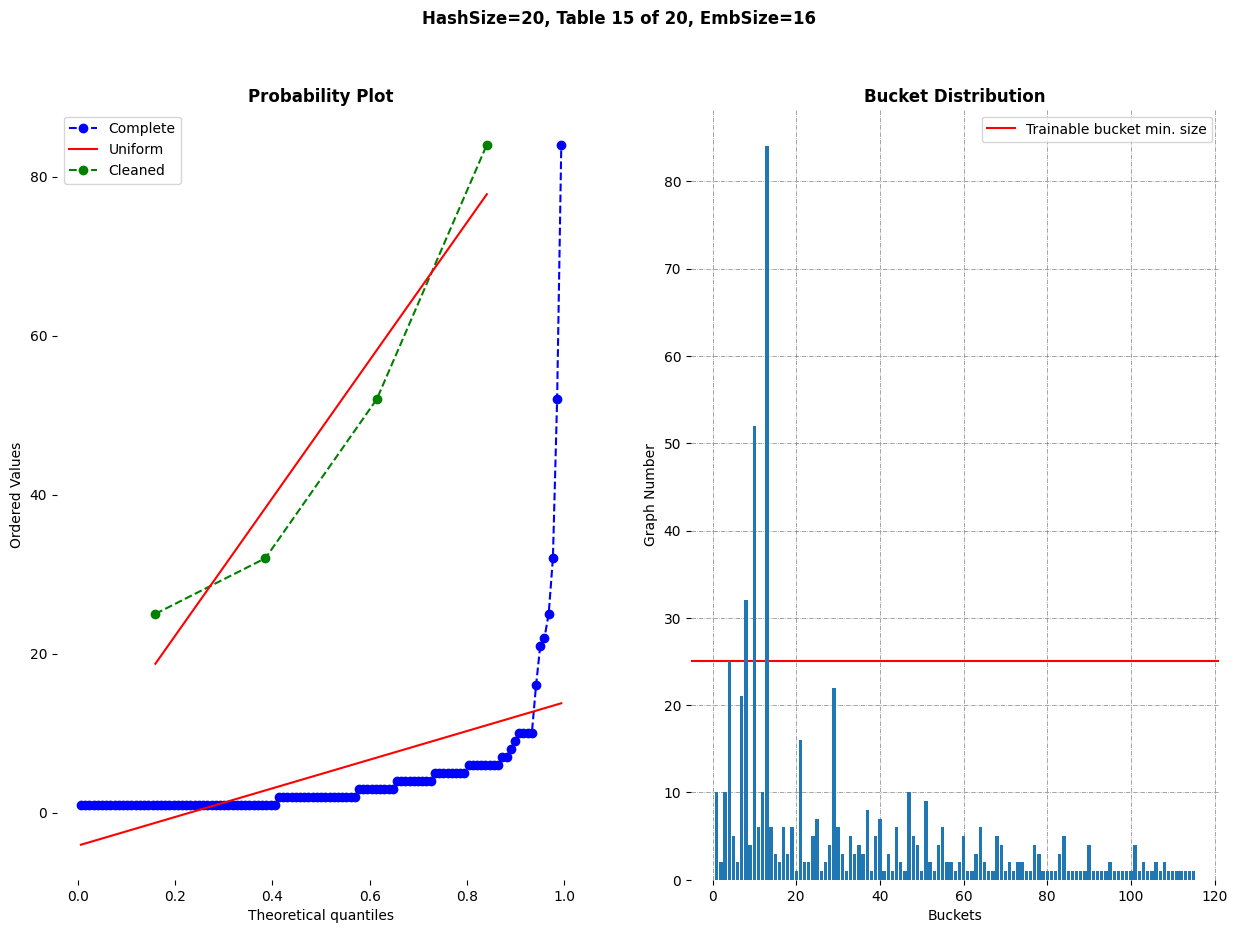 HashSize=20, Table 15 of 20, EmbSize=16
Probability Plot
Complete
Uniform
Cleaned
80
60
40
20
0
Ordered Values
0.0 0.2 0.4 0.6 0.8 1.0
Theoretical quantiles
Bucket Distribution
Trainable bucket min. size
80
70
60
50
40
30
20
10
0
Graph Number
0 20 40 60 80 100 120
Buckets